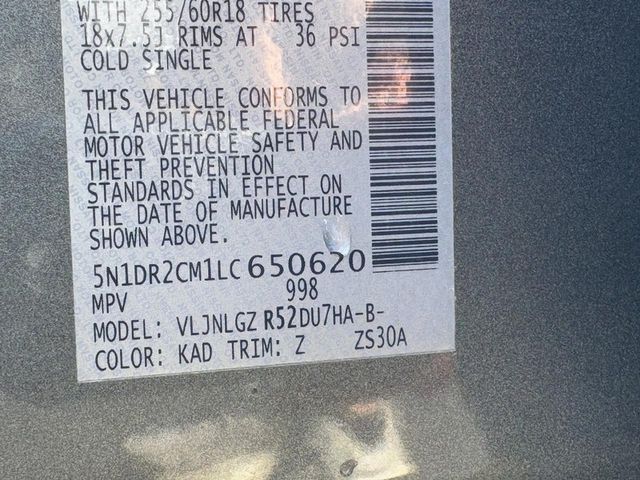 WITH 255/60R18 TIRES
18x7.5J RIMS AT 36 PSI
COLD SINGLE
THIS VEHICLE CONFORMS TO
ALL APPLICABLE FEDERAL
MOTOR VEHICLE SAFETY AND
THEFT PREVENTION
STANDARDS IN EFFECT ON
THE DATE OF MANUFACTURE
SHOWN ABOVE.
5N1DR2CM1LC650620
MPV 998
MODEL: VLJNLGZ R52DU7HA-B-
COLOR: KAD TRIM: Z ZS30A